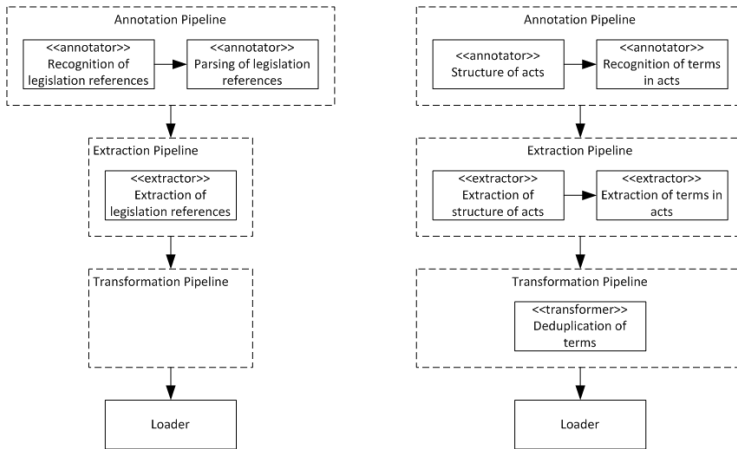 Annotation Pipeline
<<annotator>>
Recognition of
legislation references
<<annotator>>
Parsing of legislation
references
Extraction Pipeline
<<extractor>>
Extraction of
legislation references
Transformation Pipeline
Loader
Annotation Pipeline
<<annotator>>
Structure of acts
<<annotator>>
Recognition of terms
in acts
Extraction Pipeline
<<extractor>>
Extraction of
structure of acts
<<extractor>>
Extraction of terms in
acts
Transformation Pipeline
<<transformer>>
Deduplication of
terms
Loader